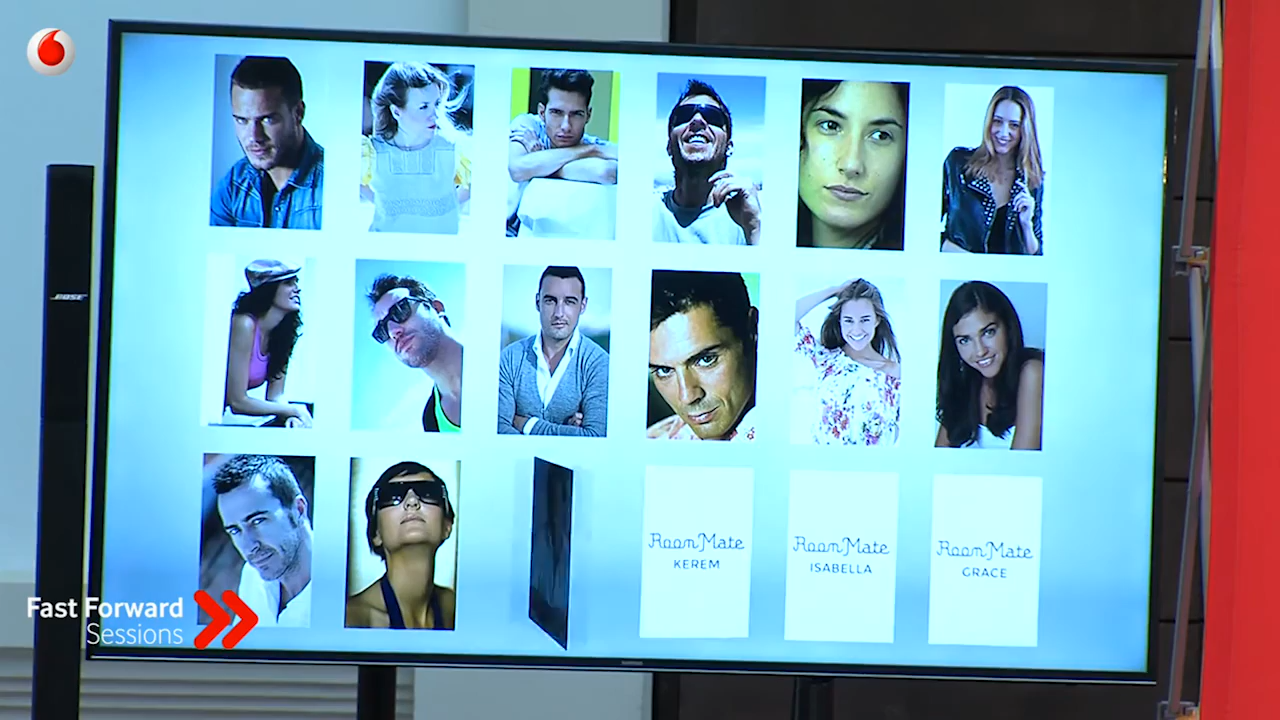 BOSE
Room Mate
KEREM
Room Mate
ISABELLA
Room Mate
GRACE
Fast Forward
Sessions